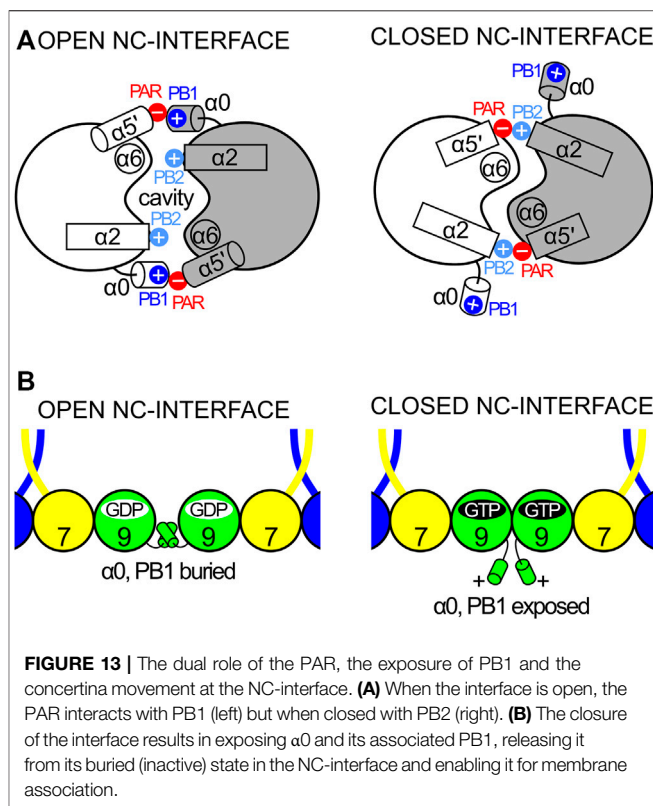 A
OPEN NC-INTERFACE
CLOSED NC-INTERFACE
PAR PB1 α0
− +
α5'
α6
+ α2
PB2
cavity
PB2
α2 +
α6
α5'
α0 + −
PB1 PAR
PB1 +
α0
PAR PB2
− +
α5' α2
α6
α6
α2 α5'
+ −
PB2 PAR
α0
+ PB1
B
OPEN NC-INTERFACE
CLOSED NC-INTERFACE
GDP GDP
7 9 9 7
α0, PB1 buried
GTP GTP
7 9 9 7
+ +
α0, PB1 exposed
FIGURE 13 | The dual role of the PAR, the exposure of PB1 and the
concertina movement at the NC-interface. (A) When the interface is open, the
PAR interacts with PB1 (left) but when closed with PB2 (right). (B) The closure
of the interface results in exposing α0 and its associated PB1, releasing it
from its buried (inactive) state in the NC-interface and enabling it for membrane
association.